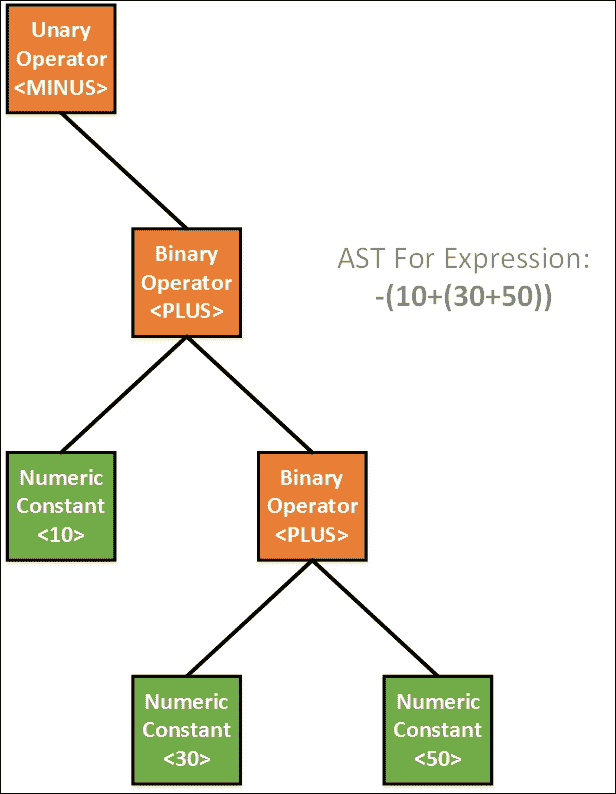 Unary
Operator
<MINUS>
Binary
Operator
<PLUS>
AST For Expression:
-(10+(30+50))
Numeric
Constant
<10>
Binary
Operator
<PLUS>
Numeric
Constant
<30>
Numeric
Constant
<50>